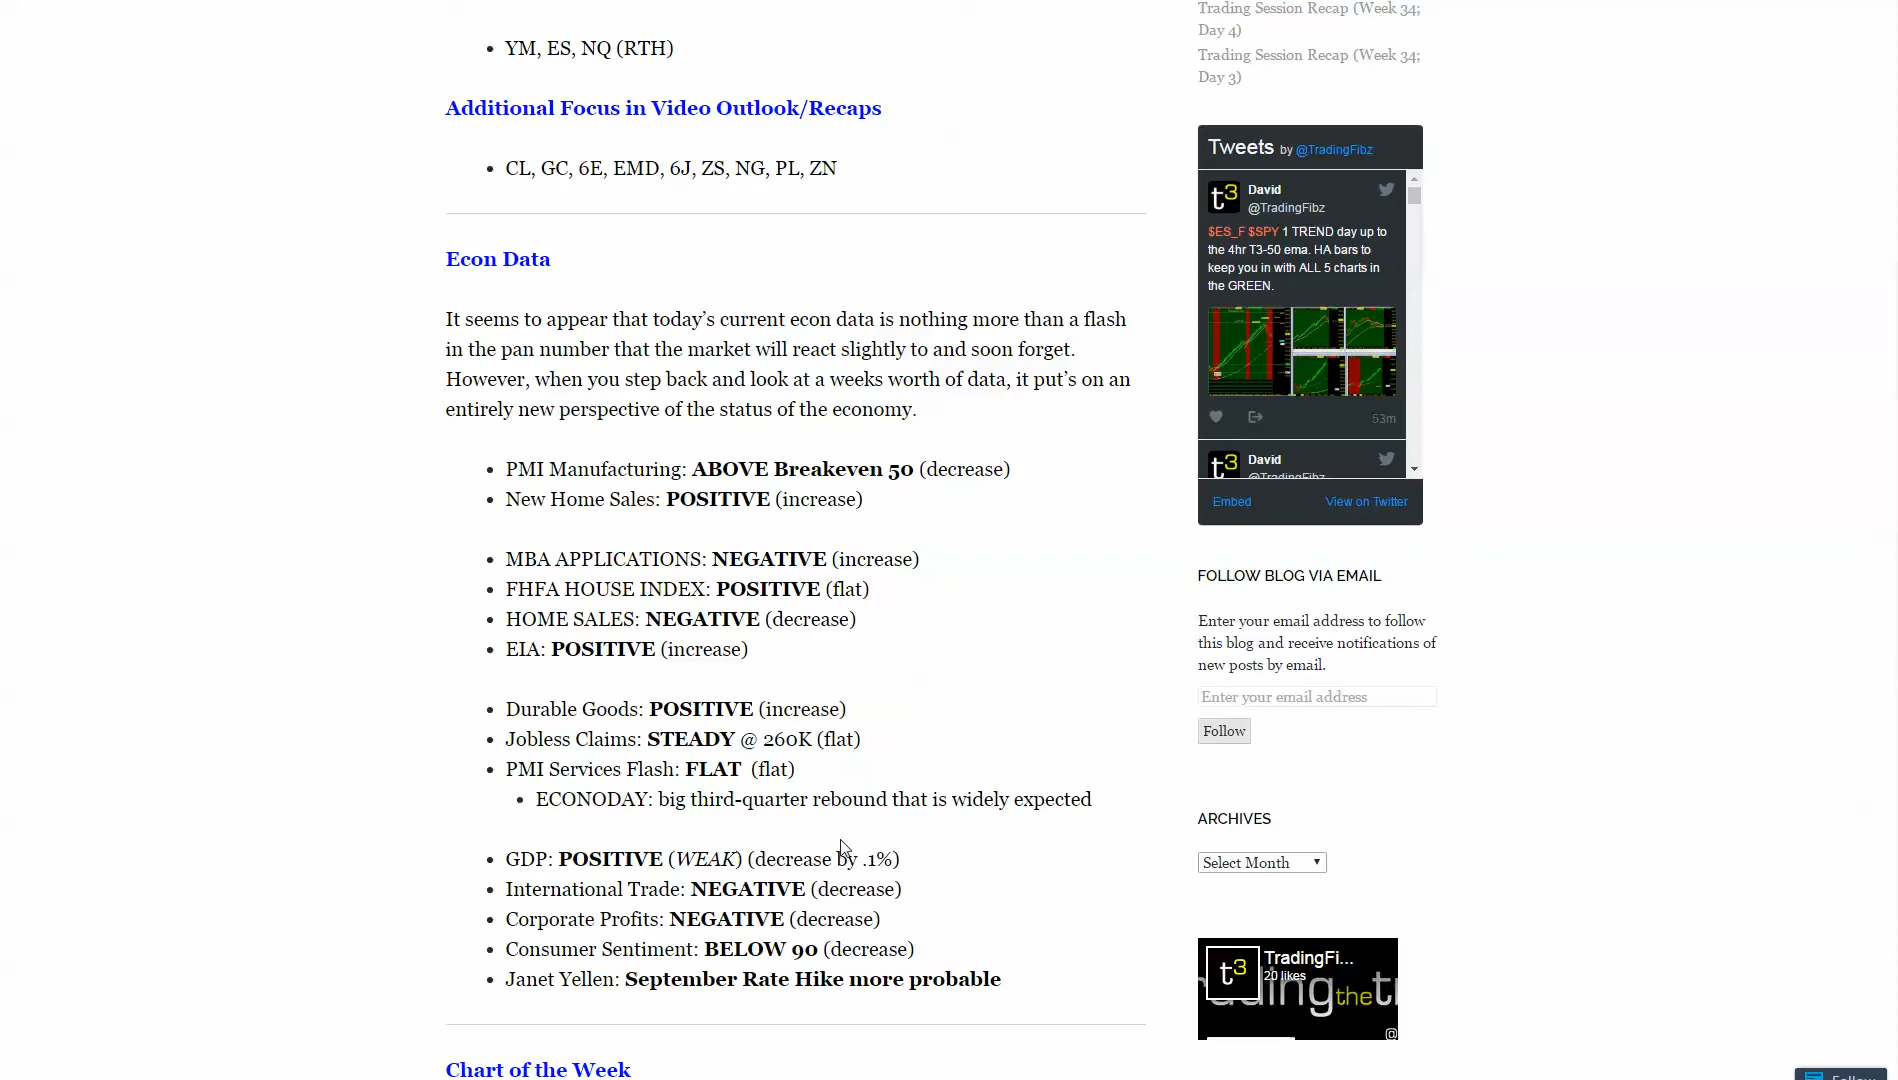 YM, ES, NQ (RTH)
Additional Focus in Video Outlook/Recaps
CL, GC, 6E, EMD, 6J, ZS, NG, PL, ZN
Econ Data
It seems to appear that today’s current econ data is nothing more than a flash
in the pan number that the market will react slightly to and soon forget.
However, when you step back and look at a weeks worth of data, it put’s on an
entirely new perspective of the status of the economy.
PMI Manufacturing: ABOVE Breakeven 50 (decrease)
New Home Sales: POSITIVE (increase)
MBA APPLICATIONS: NEGATIVE (increase)
FHFA HOUSE INDEX: POSITIVE (flat)
HOME SALES: NEGATIVE (decrease)
EIA: POSITIVE (increase)
Durable Goods: POSITIVE (increase)
Jobless Claims: STEADY @ 260K (flat)
PMI Services Flash: FLAT (flat)
ECONODAY: big third-quarter rebound that is widely expected
GDP: POSITIVE (WEAK) (decrease by .1%)
International Trade: NEGATIVE (decrease)
Corporate Profits: NEGATIVE (decrease)
Consumer Sentiment: BELOW 90 (decrease)
Janet Yellen: September Rate Hike more probable
Chart of the Week
Trading Session Recap (Week 34;
Day 4)
Trading Session Recap (Week 34;
Day 3)
Tweets by @TradingFibz
t3
David
@TradingFibz
$ES_F $SPY 1 TREND day up to
the 4hr T3-50 ema. HA bars to
keep you in with ALL 5 charts in
the GREEN.
53m
t3
David
@TradingFibz
Embed
View on Twitter
FOLLOW BLOG VIA EMAIL
Enter your email address to follow
this blog and receive notifications of
new posts by email.
Enter your email address
Follow
ARCHIVES
Select Month
t3
TradingFi...
20 likes
@
Follow